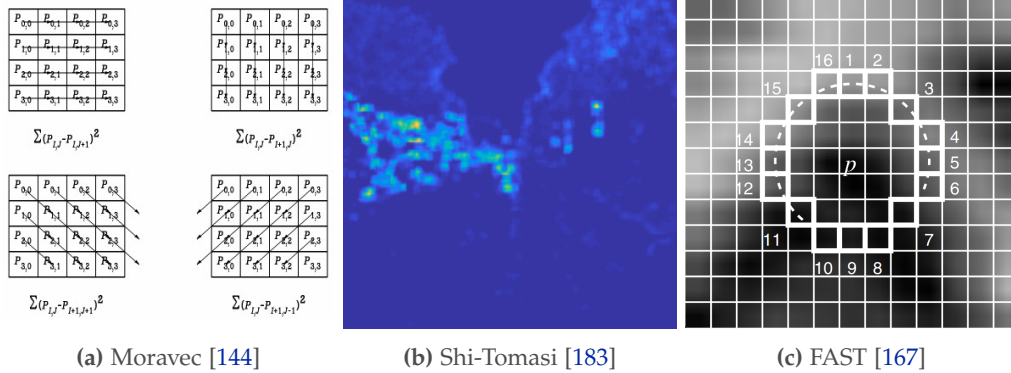 P0,0 P0,1 P0,2 P0,3 P0,0 P0,1 P0,2 P0,3
P1,0 P1,1 P1,2 P1,3 P1,0 P1,1 P1,2 P1,3
P2,0 P2,1 P2,2 P2,3 P2,0 P2,1 P2,2 P2,3
P3,0 P3,1 P3,2 P3,3 P3,0 P3,1 P3,2 P3,3
∑(PI,J-PI,J+1)2 ∑(PI,J-PI+1,J)2
P0,0 P0,1 P0,2 P0,3 P0,0 P0,1 P0,2 P0,3
P1,0 P1,1 P1,2 P1,3 P1,0 P1,1 P1,2 P1,3
P2,0 P2,1 P2,2 P2,3 P2,0 P2,1 P2,2 P2,3
P3,0 P3,1 P3,2 P3,3 P3,0 P3,1 P3,2 P3,3
∑(PI,J-PI+1,J+1)2 ∑(PI,J-PI+1,J-1)2
16 1 2
15 3
14 4
13 p 5
12 6
11 7
10 9 8
(a) Moravec [144] (b) Shi-Tomasi [183] (c) FAST [167]